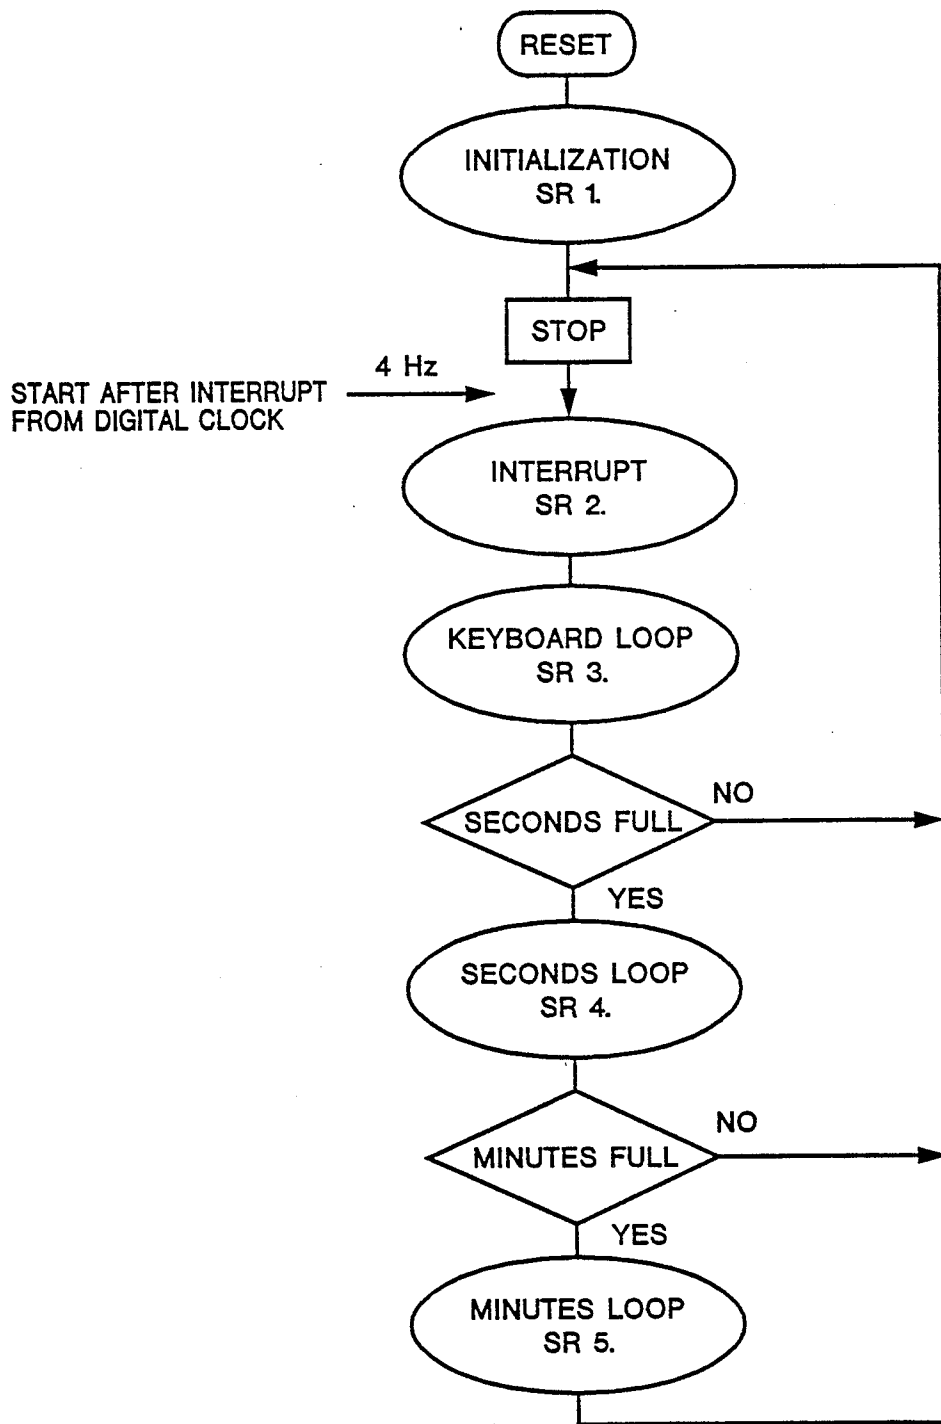 RESET
INITIALIZATION
SR 1.
STOP
4 Hz
START AFTER INTERRUPT
FROM DIGITAL CLOCK
INTERRUPT
SR 2.
KEYBOARD LOOP
SR 3.
NO
SECONDS FULL
YES
SECONDS LOOP
SR 4.
NO
MINUTES FULL
YES
MINUTES LOOP
SR 5.